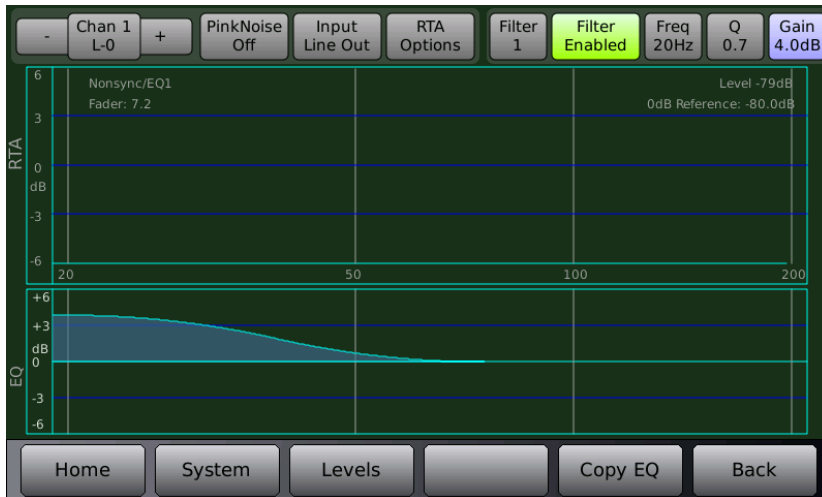 -
Chan 1
L-0
+
PinkNoise
Off
Input
Line Out
RTA
Options
Filter
1
Filter
Enabled
Freq
20Hz
Q
0.7
Gain
4.0dB
RTA
6
3
0
dB
-3
-6
Nonsync/EQ1
Fader: 7.2
Level -79dB
0dB Reference: -80.0dB
20
50
100
200
EQ
+6
+3
dB
0
-3
-6
Home
System
Levels
Copy EQ
Back